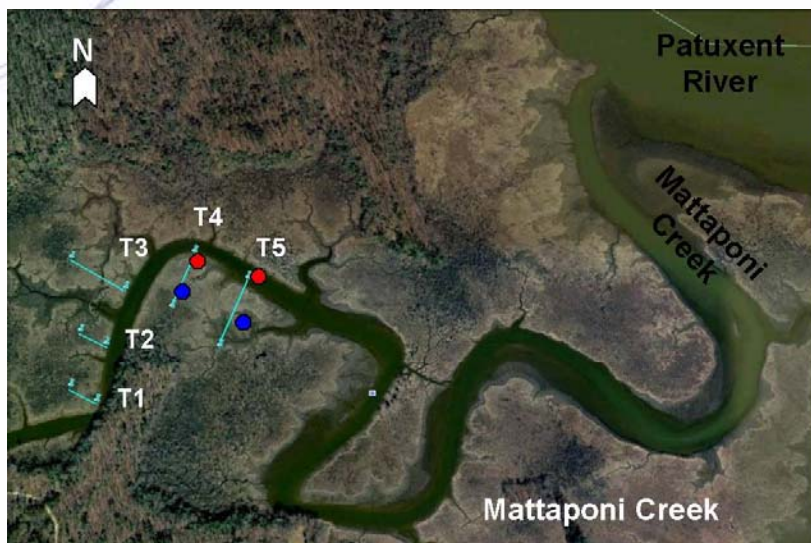 N
Patuxent
River
Mattaponi
Creek
T4
T3
T5
T2
T1
Mattaponi Creek